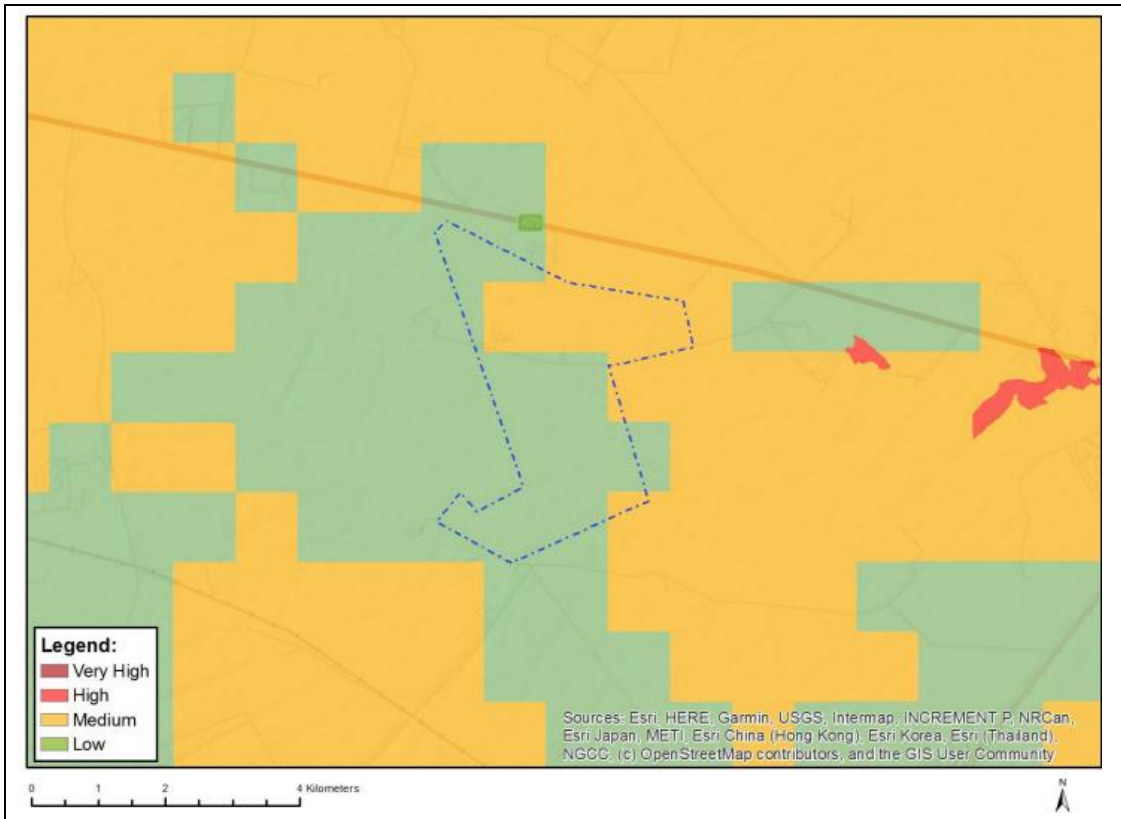 Legend:
Very High
High
Medium
Low
Sources: Esri, HERE, Garmin, USGS, Intermap, INCREMENT P, NRCan,
Esri Japan, METI, Esri China (Hong Kong), Esri Korea, Esri (Thailand),
NGCC, (c) OpenStreetMap contributors, and the GIS User Community
0 1 2 4 Kilometers
N